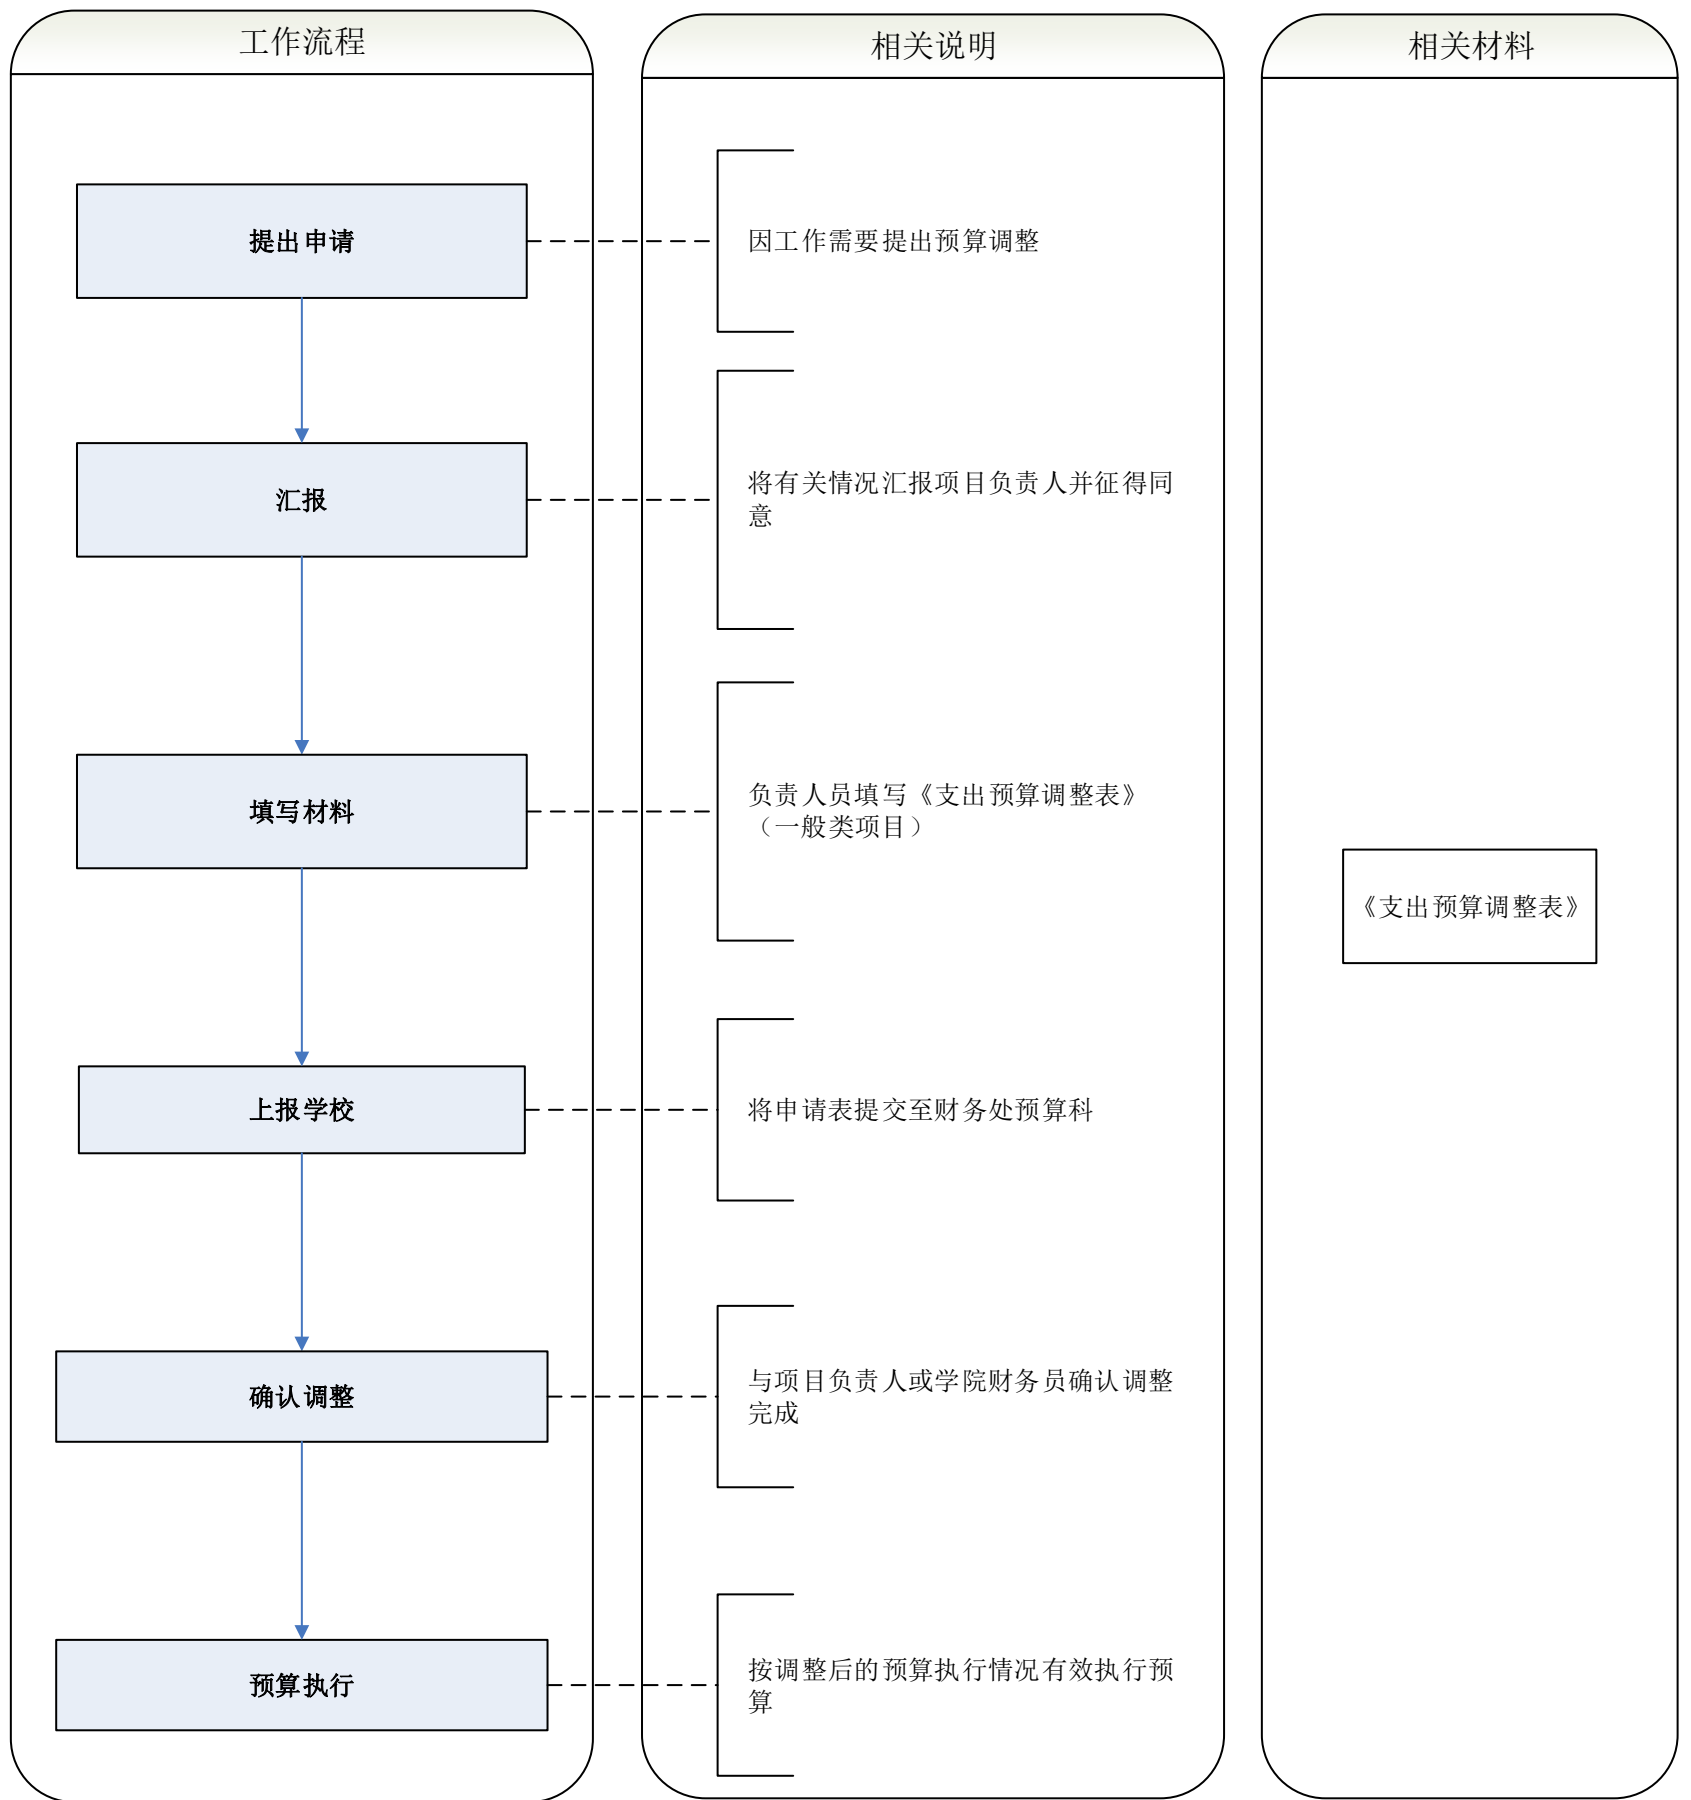 工作流程
相关说明
相关材料
提出申请
因工作需要提出预算调整
汇报
将有关情况汇报项目负责人并征得同
意
填写材料
负责人员填写《支出预算调整表》
（一般类项目）
《支出预算调整表》
上报学校
将申请表提交至财务处预算科
确认调整
与项目负责人或学院财务员确认调整
完成
预算执行
按调整后的预算执行情况有效执行预
算